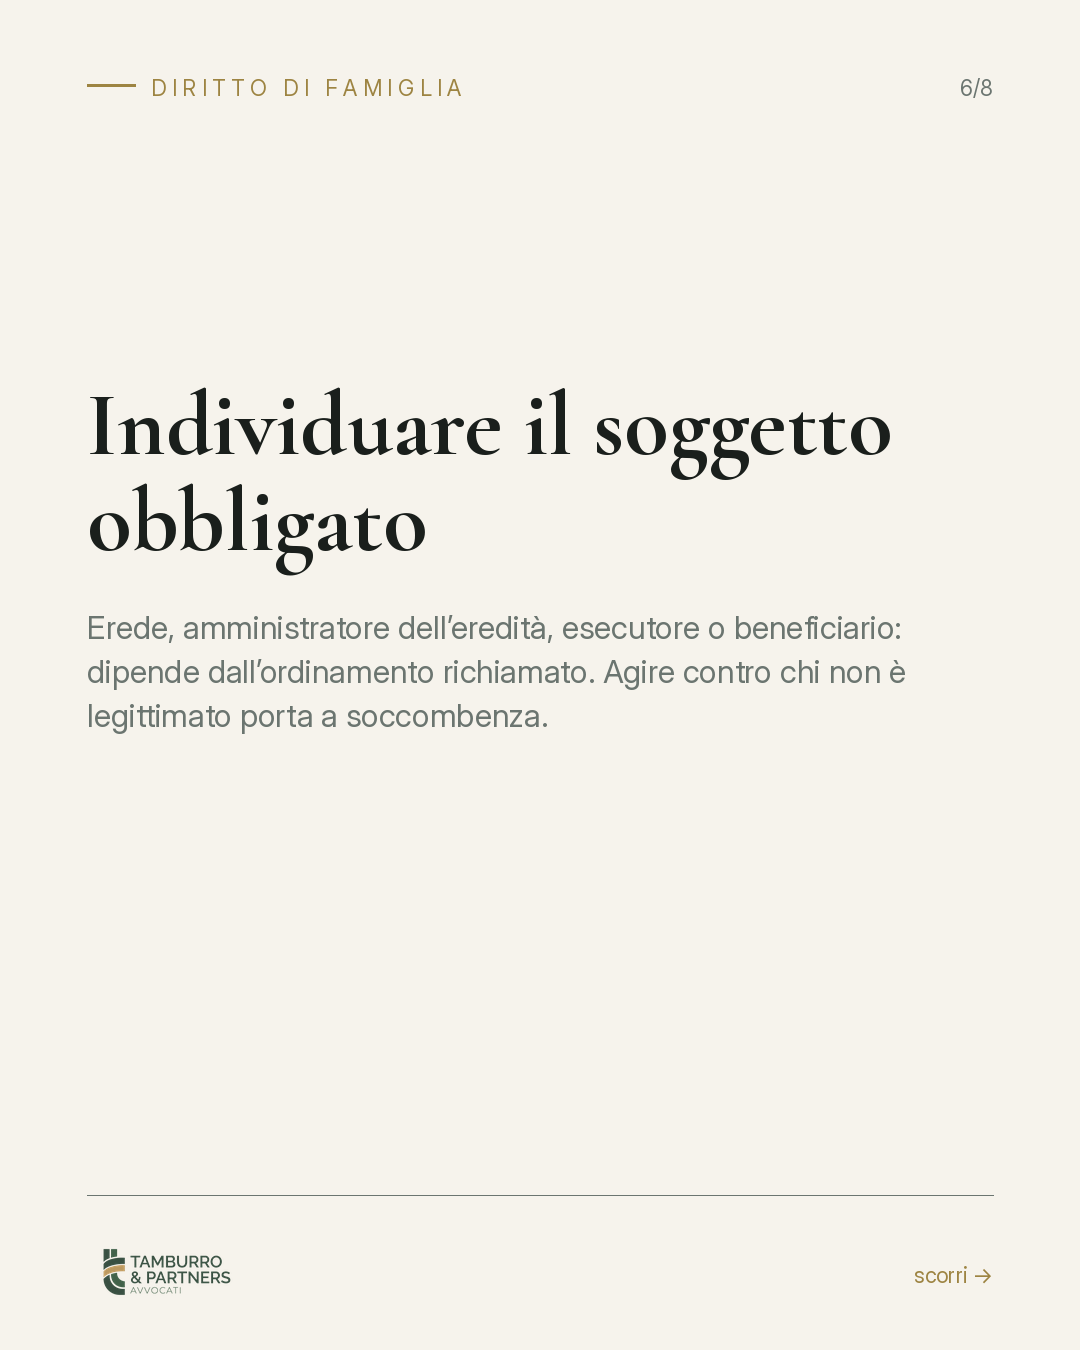 DIRITTO DI FAMIGLIA
6/8
Individuare il soggetto
obbligato
Erede, amministratore dell’eredità, esecutore o beneficiario:
dipende dall’ordinamento richiamato. Agire contro chi non è
legittimato porta a soccombenza.
TAMBURRO
& PARTNERS
AVVOCATI
scorri →